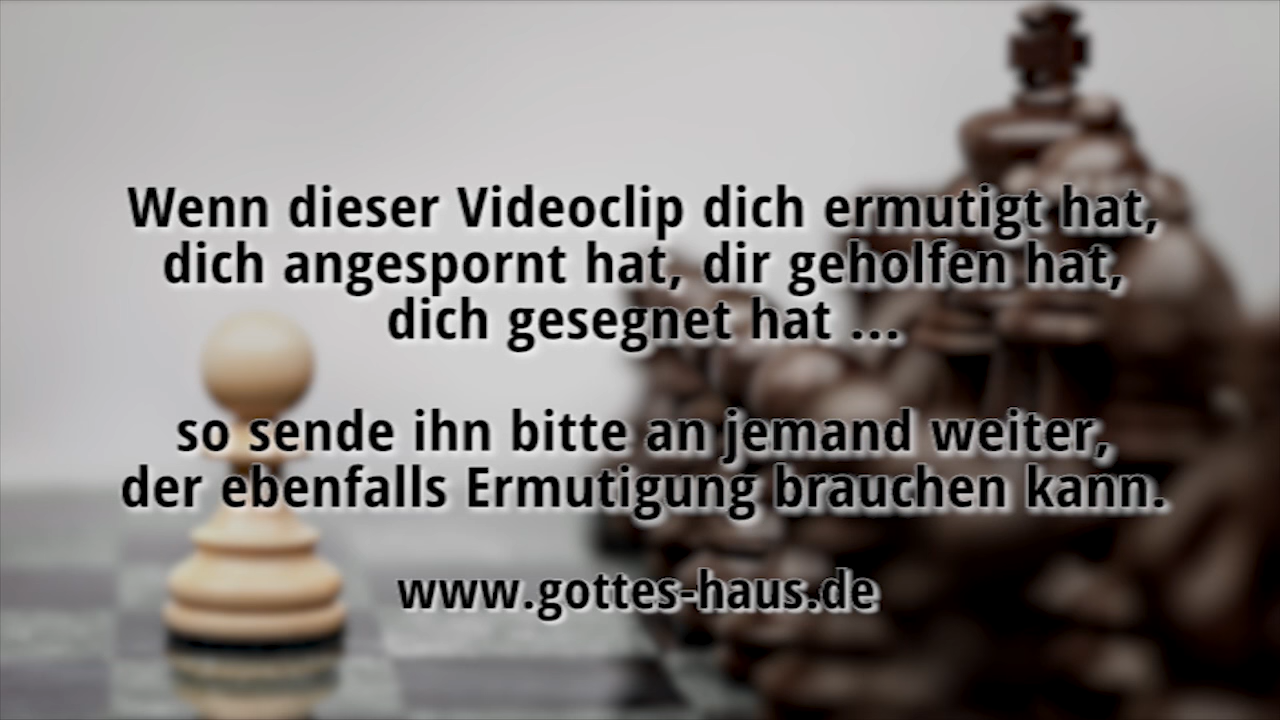 Wenn dieser Videoclip dich ermutigt hat,
dich angespornt hat, dir geholfen hat,
dich gesegnet hat ...
so sende ihn bitte an jemand weiter,
der ebenfalls Ermutigung brauchen kann.
www.gottes-haus.de